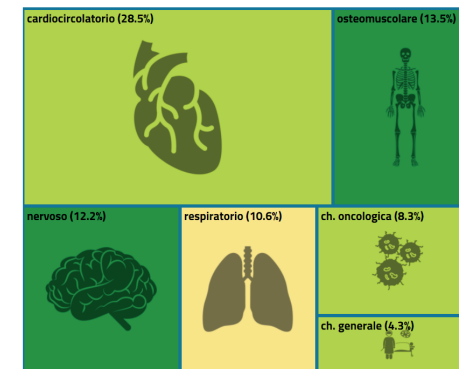 cardiocircolatorio (28.5%)
osteomuscolare (13.5%)
nervoso (12.2%)
respiratorio (10.6%)
ch. oncologica (8.3%)
ch. generale (4.3%)